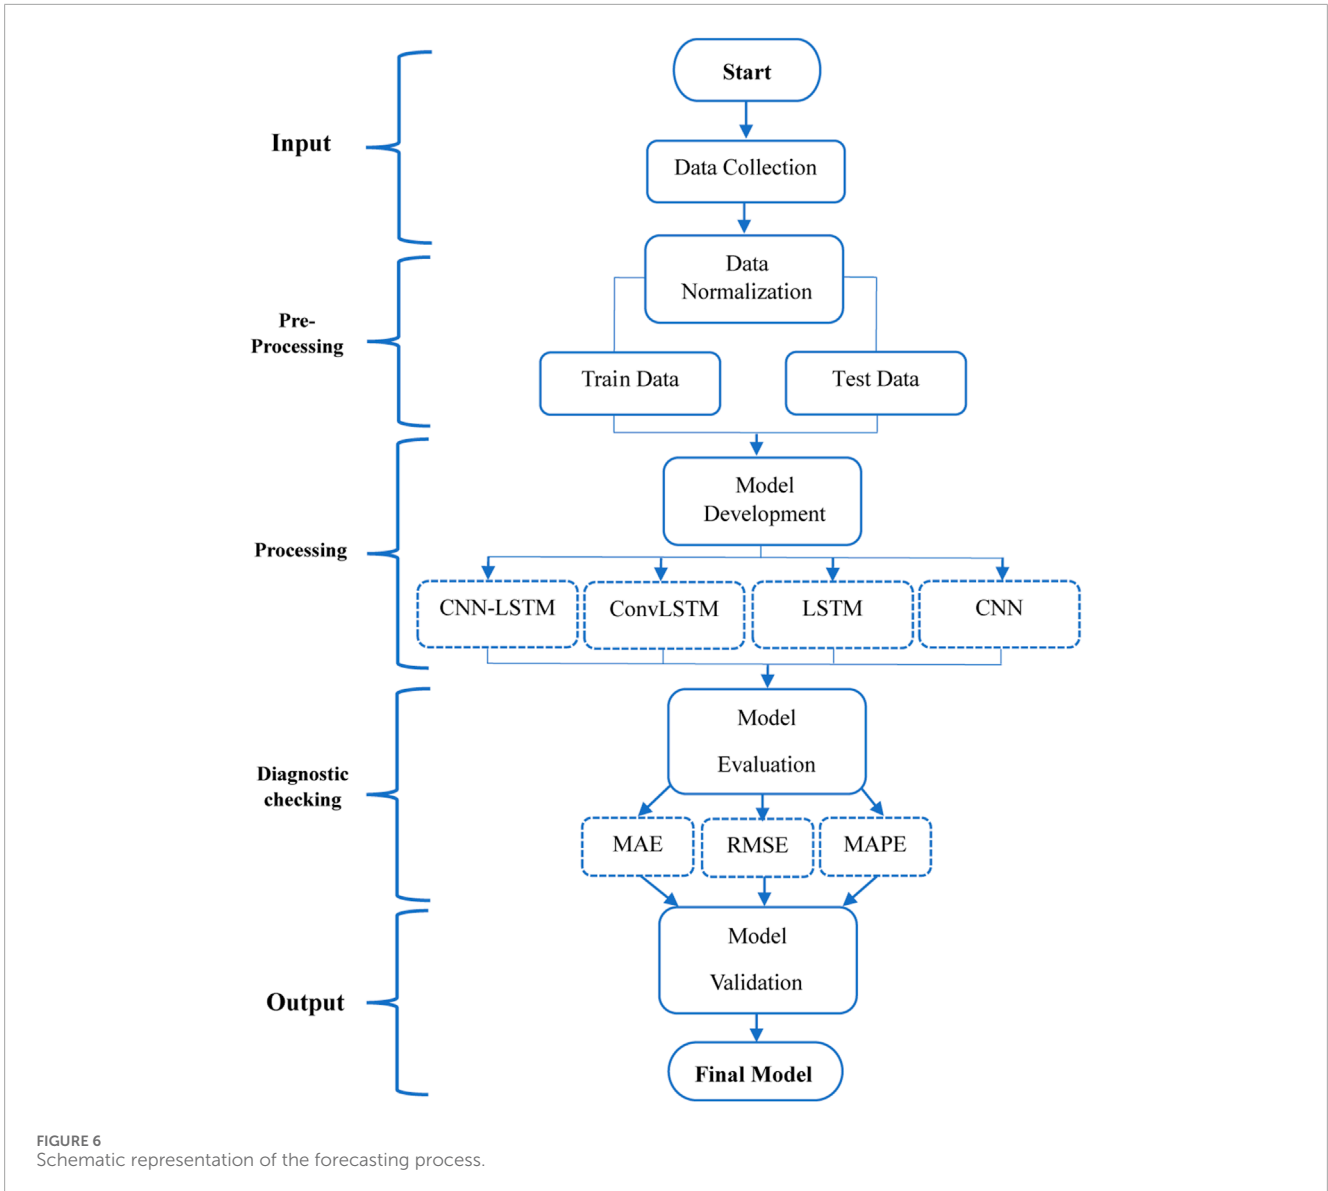 Start
Input
Data Collection
Data
Normalization
Pre-
Processing
Train Data
Test Data
Model
Development
Processing
CNN-LSTM
ConvLSTM
LSTM
CNN
Model
Evaluation
Diagnostic
checking
MAE
RMSE
MAPE
Model
Validation
Output
Final Model
FIGURE 6
Schematic representation of the forecasting process.